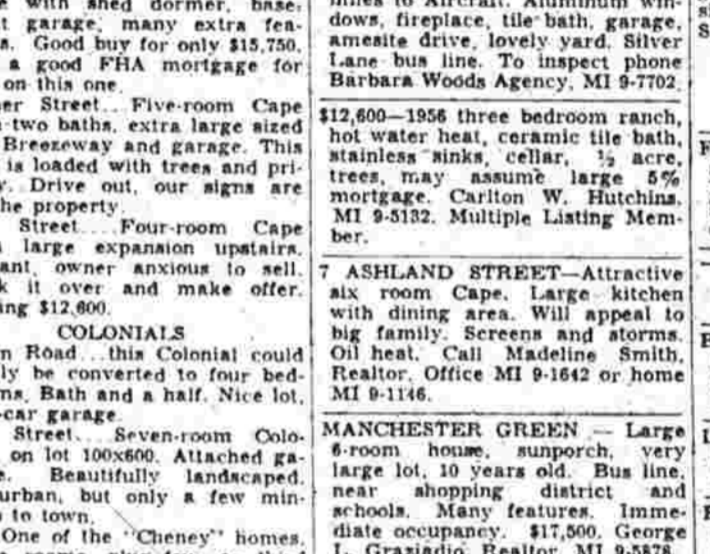 with shed dormer, base-
t garage, many extra fea-
s. Good buy for only $15,750,
a good FHA mortgage for
on this one.
er Street... Five-room Cape
two baths, extra large sized
Breezeway and garage. This
is loaded with trees and pri-
y. Drive out, our signs are
he property.
Street.... Four-room Cape
large expansion upstairs.
ant, owner anxious to sell.
k it over and make offer.
ing $12,600.
COLONIALS
n Road... this Colonial could
ly be converted to four bed-
ms. Bath and a half. Nice lot,
-car garage.
Street.... Seven-room Colo-
on lot 100x600. Attached ga-
e. Beautifully landscaped.
urban, but only a few min-
to town.
One of the "Cheney" homes.
to Aircraft. Aluminum win-
dows, fireplace, tile bath, garage,
amesite drive, lovely yard. Silver
Lane bus line. To inspect phone
Barbara Woods Agency, MI 9-7702.
$12,600—1956 three bedroom ranch,
hot water heat, ceramic tile bath,
stainless sinks, cellar, ½ acre,
trees, may assume large 5%
mortgage. Carlton W. Hutchins,
MI 9-5132. Multiple Listing Mem-
ber.
7 ASHLAND STREET—Attractive
six room Cape. Large kitchen
with dining area. Will appeal to
big family. Screens and storms.
Oil heat. Call Madeline Smith,
Realtor. Office MI 9-1642 or home
MI 9-1146.
MANCHESTER GREEN — Large
6-room house, sunporch, very
large lot, 10 years old. Bus line,
near shopping district and
schools. Many features. Imme-
diate occupancy. $17,500. George
L. Graziadio, Realtor, MI